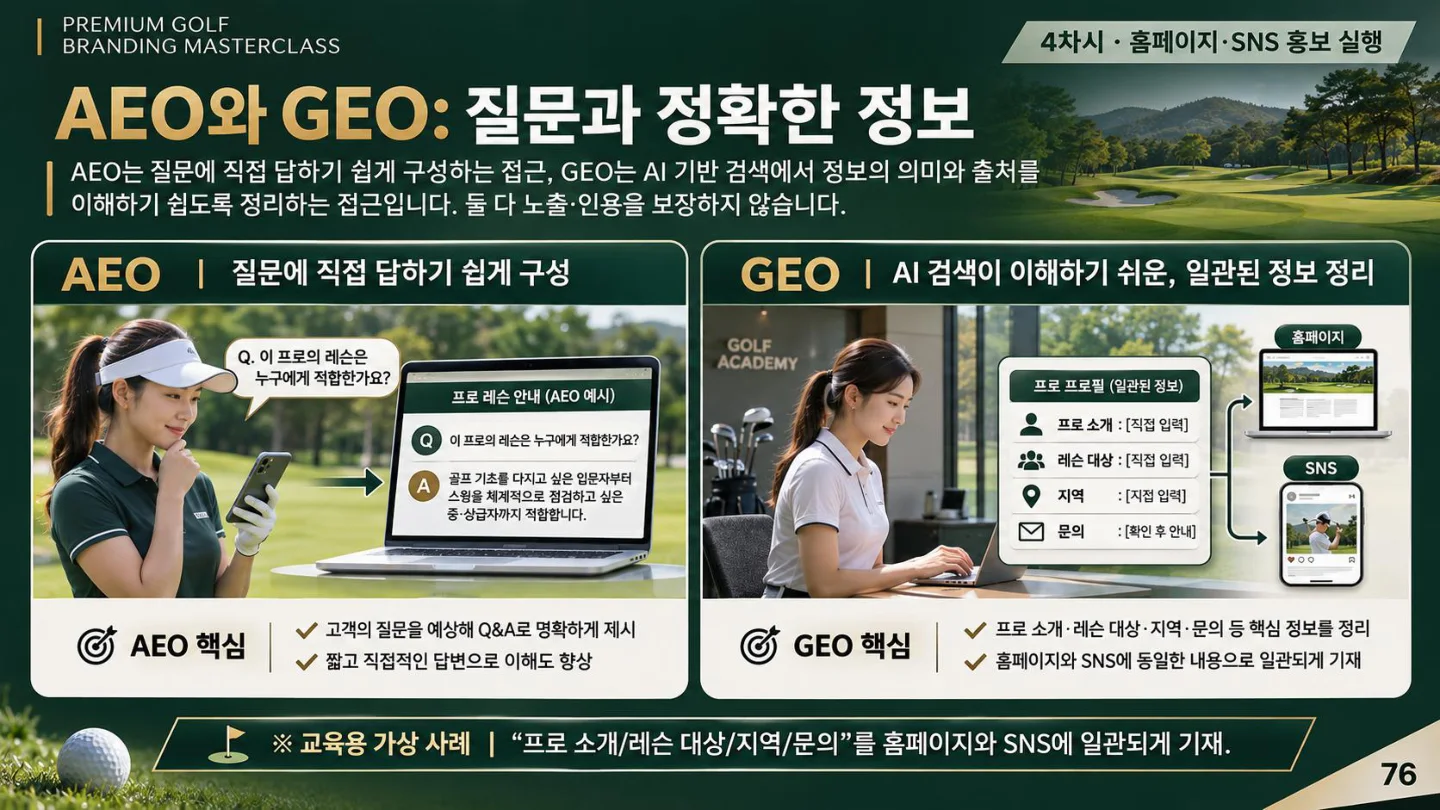 PREMIUM GOLF
BRANDING MASTERCLASS
4차시 · 홈페이지·SNS 홍보 실행
AEO와 GEO: 질문과 정확한 정보
AEO는 질문에 직접 답하기 쉽게 구성하는 접근, GEO는 AI 기반 검색에서 정보의 의미와 출처를
이해하기 쉽도록 정리하는 접근입니다. 둘 다 노출·인용을 보장하지 않습니다.
AEO | 질문에 직접 답하기 쉽게 구성
Q. 이 프로의 레슨은
누구에게 적합한가요?
프로 레슨 안내 (AEO 예시)
Q 이 프로의 레슨은 누구에게 적합한가요?
A 골프 기초를 다지고 싶은 입문자부터
스윙을 체계적으로 점검하고 싶은
중·상급자까지 적합합니다.
AEO 핵심
고객의 질문을 예상해 Q&A로 명확하게 제시
짧고 직접적인 답변으로 이해도 향상
GEO | AI 검색이 이해하기 쉬운, 일관된 정보 정리
GOLF
ACADEMY
프로 프로필 (일관된 정보)
프로 소개 : [직접 입력]
레슨 대상 : [직접 입력]
지역 : [지접 입력]
문의 : [확인 후 안내]
홈페이지
SNS
GEO 핵심
프로 소개·레슨 대상·지역·문의 등 핵심 정보를 정리
홈페이지와 SNS에 동일한 내용으로 일관되게 기재
※ 교육용 가상 사례 | “프로 소개/레슨 대상/지역/문의”를 홈페이지와 SNS에 일관되게 기재.
76